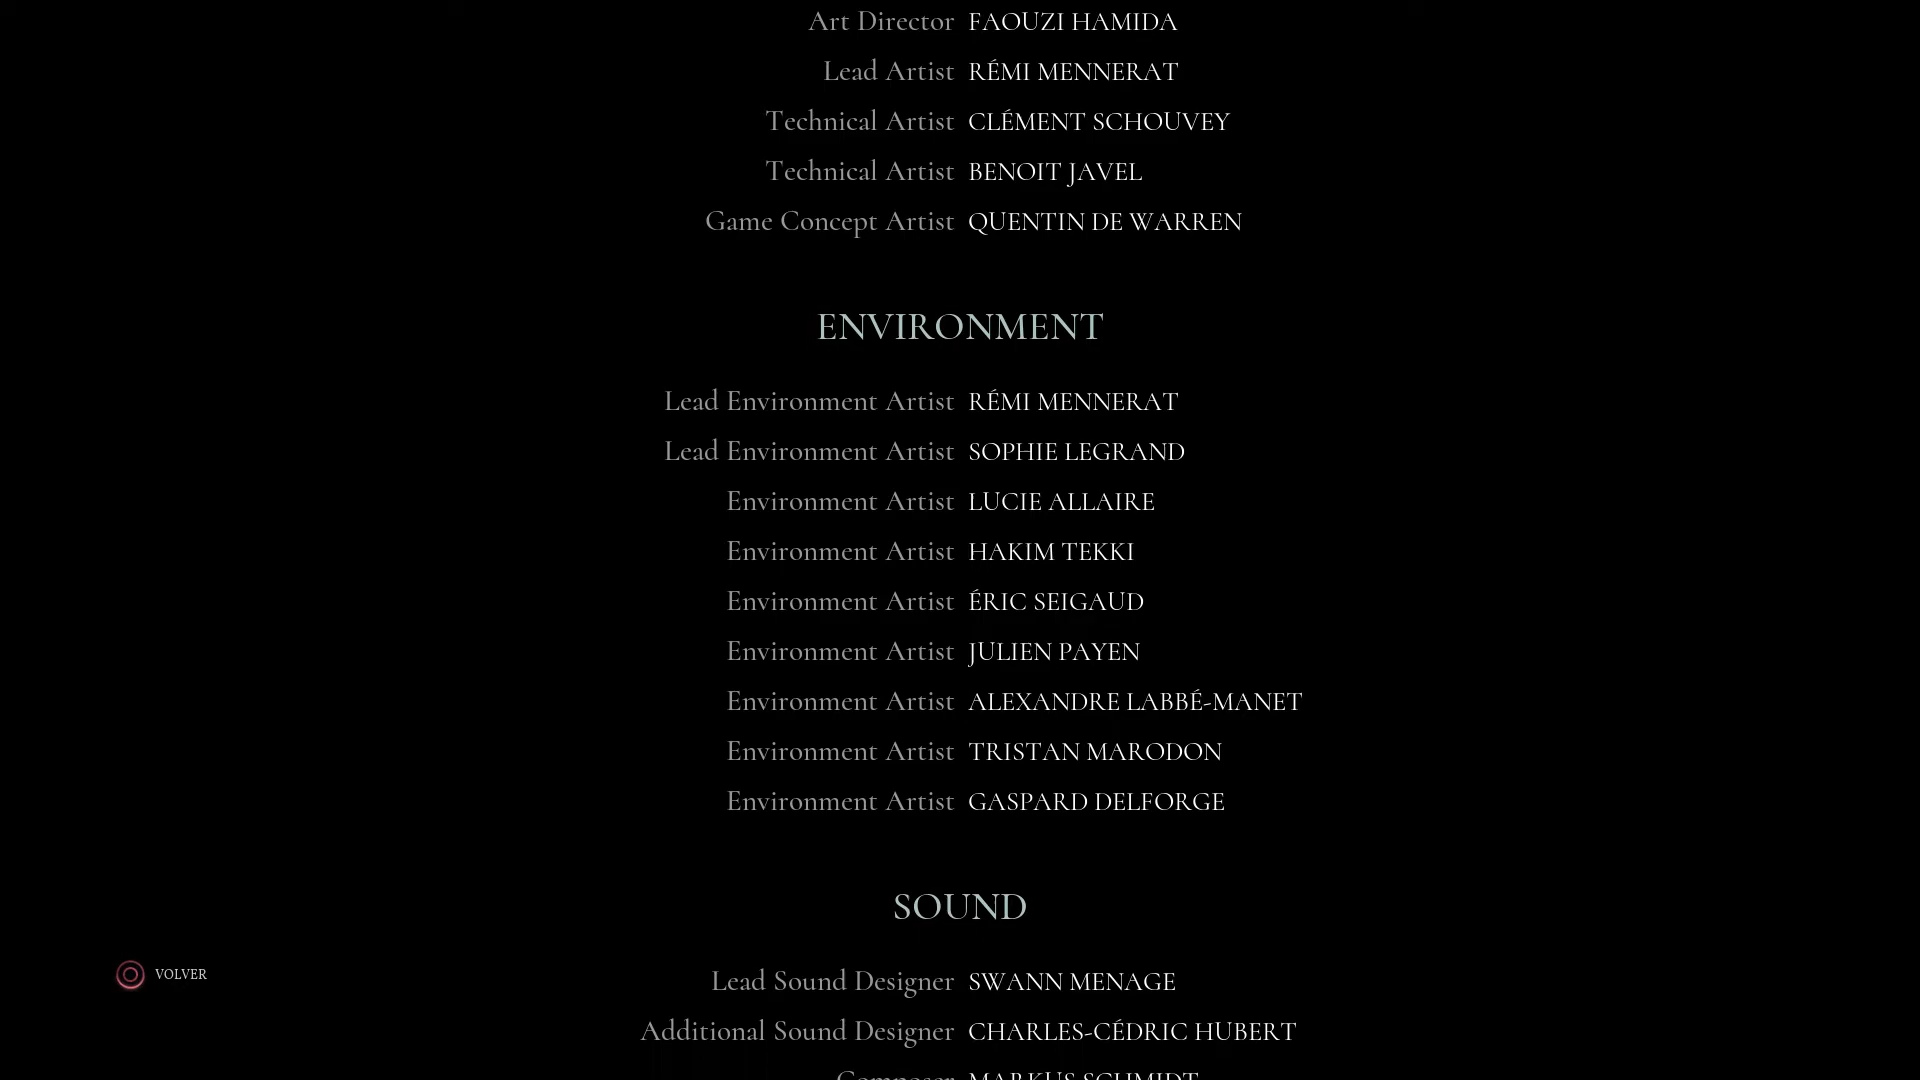 Art Director FAOUZI HAMIDA
Lead Artist RÉMI MENNERAT
Technical Artist CLÉMENT SCHOUVEY
Technical Artist BENOIT JAVEL
Game Concept Artist QUENTIN DE WARREN
ENVIRONMENT
Lead Environment Artist RÉMI MENNERAT
Lead Environment Artist SOPHIE LEGRAND
Environment Artist LUCIE ALLAIRE
Environment Artist HAKIM TEKKI
Environment Artist ÉRIC SEIGAUD
Environment Artist JULIEN PAYEN
Environment Artist ALEXANDRE LABBÉ-MANET
Environment Artist TRISTAN MARODON
Environment Artist GASPARD DELFORGE
SOUND
VOLVER
Lead Sound Designer SWANN MENAGE
Additional Sound Designer CHARLES-CÉDRIC HUBERT
Composer MARKUS SCHMIDT